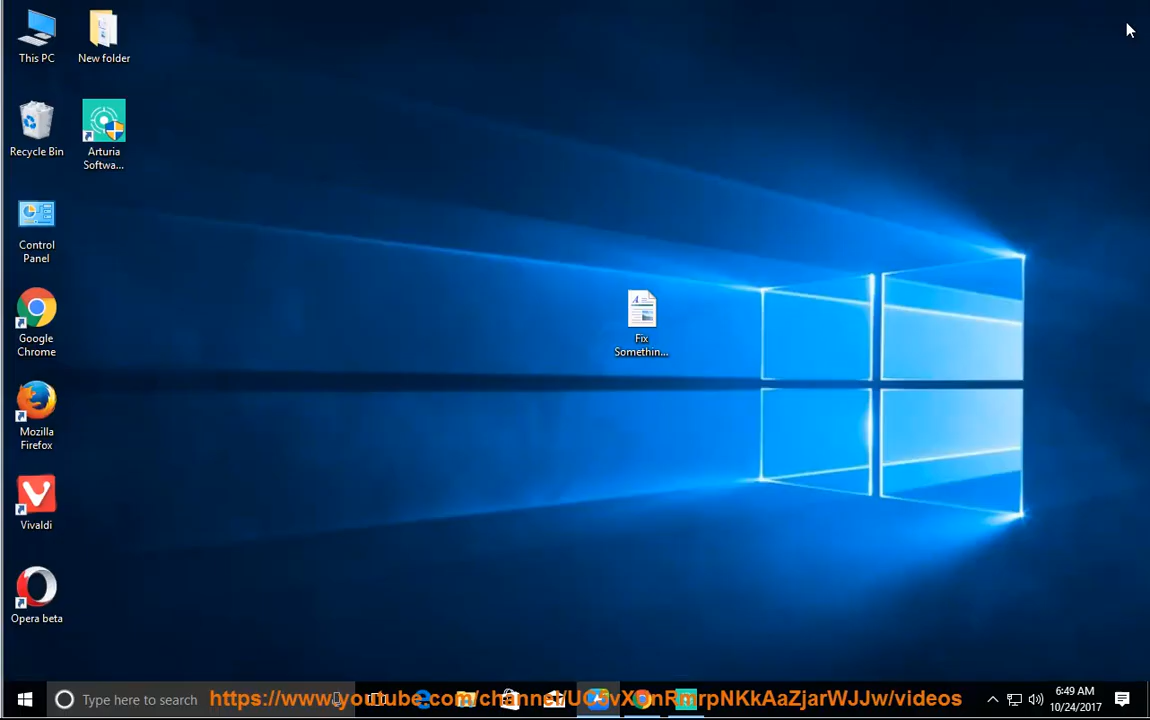 This PC
New folder
Recycle Bin
Arturia
Softwa...
Control
Panel
Google
Chrome
Fix
Somethin...
Mozilla
Firefox
Vivaldi
Opera beta
Type here to search
6:49 AM
10/24/2017